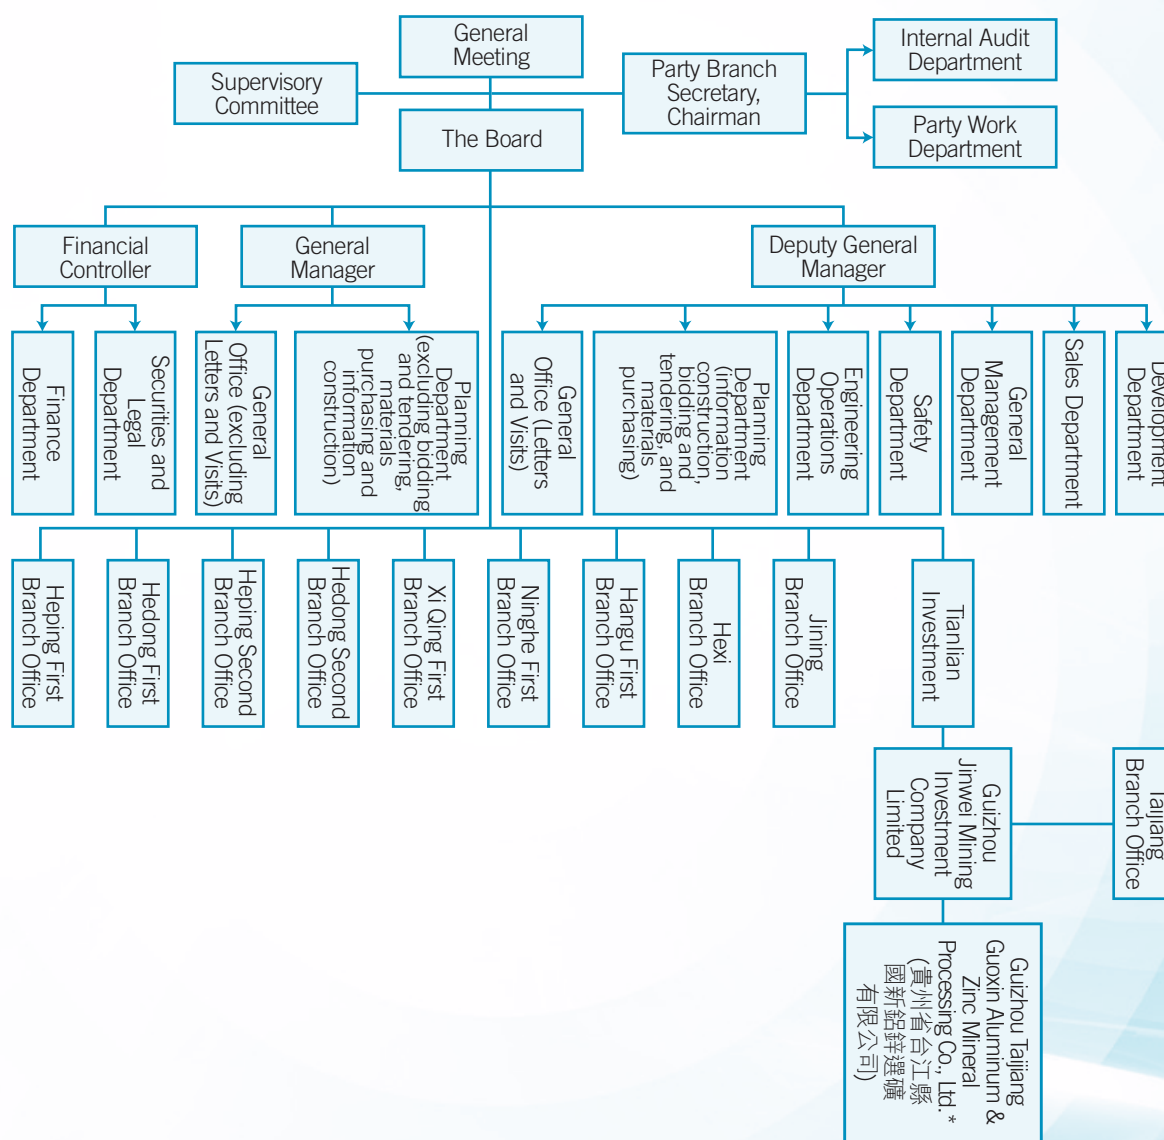 General
Meeting
Supervisory
Committee
Party Branch
Secretary,
Chairman
Internal Audit
Department
Party Work
Department
The Board
Financial
Controller
General
Manager
Deputy General
Manager
Finance
Department
Securities and
Legal
Department
General
Office (excluding
Letters and Visits)
Planning
Department
(excluding bidding
and tendering,
materials
purchasing and
information
construction)
General
Office (Letters
and Visits)
Planning
Department
(information
construction,
bidding and
tendering, and
materials
purchasing)
Engineering
Operations
Department
Safety
Department
General
Management
Department
Sales Department
Development
Department
Heping First
Branch Office
Hedong First
Branch Office
Heping Second
Branch Office
Hedong Second
Branch Office
Xi Qing First
Branch Office
Ninghe First
Branch Office
Hangu First
Branch Office
Hexi
Branch Office
Jining
Branch Office
Tianlian
Investment
Guizhou
Jinwei Mining
Investment
Company
Limited
Taijiang
Branch Office
Guizhou Taijiang
Guoxin Aluminum &
Zinc Mineral
Processing Co., Ltd. *
(貴州省台江縣
國新鋁鋅選礦
有限公司)